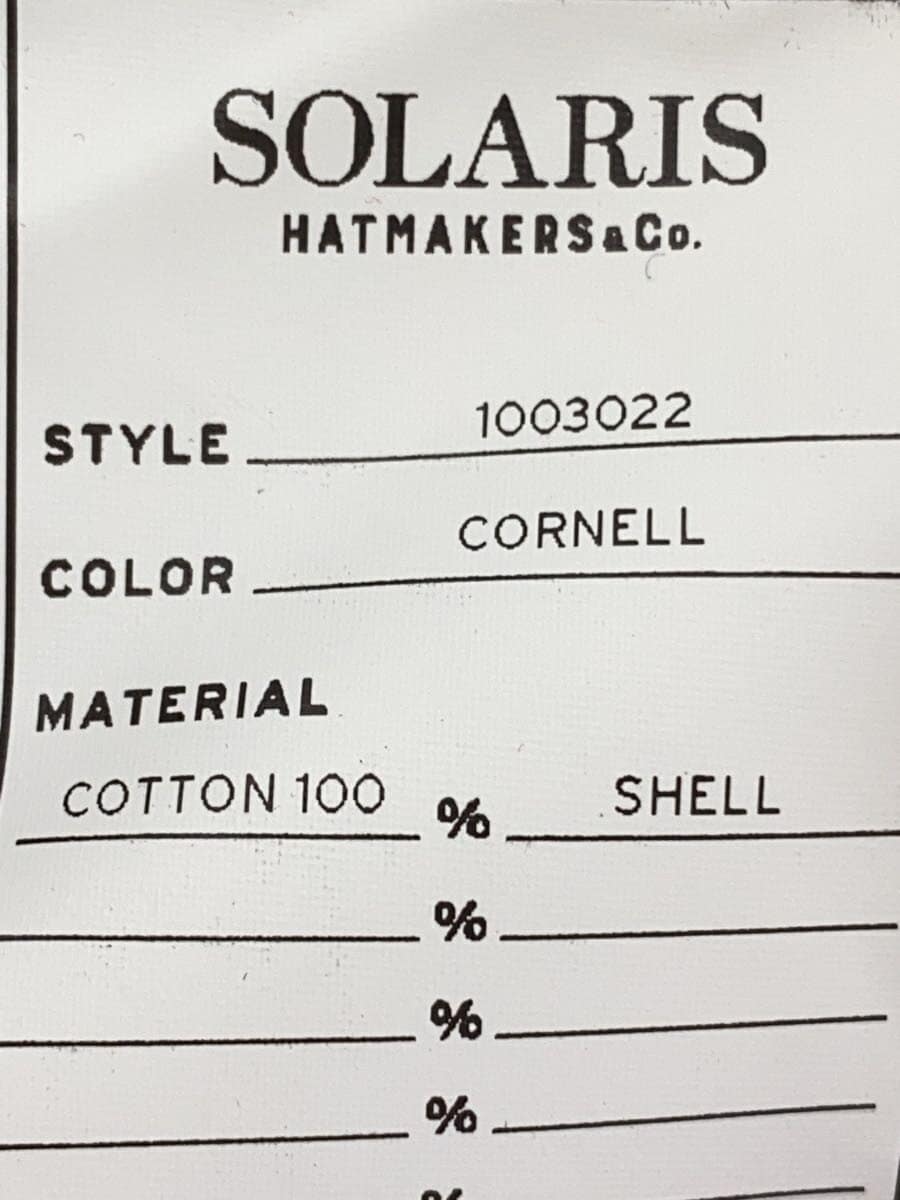 SOLARIS
HATMAKERS&Co.
STYLE 1003022
COLOR CORNELL
MATERIAL
COTTON 100 % SHELL
%
%
%
%